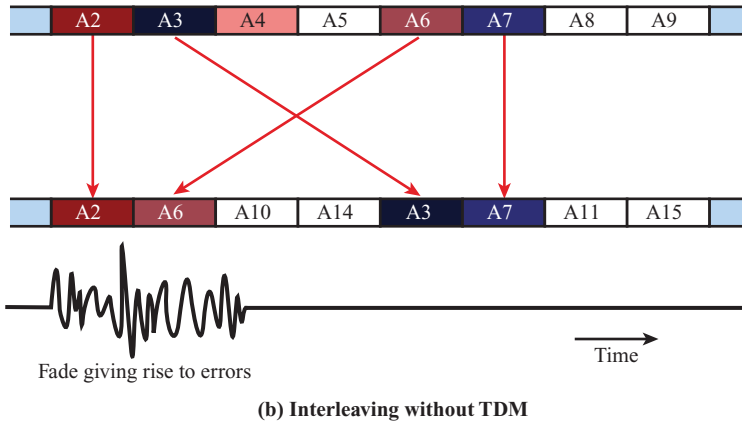 A2 A3 A4 A5 A6 A7 A8 A9
A2 A6 A10 A14 A3 A7 A11 A15
Time
Fade giving rise to errors
(b) Interleaving without TDM